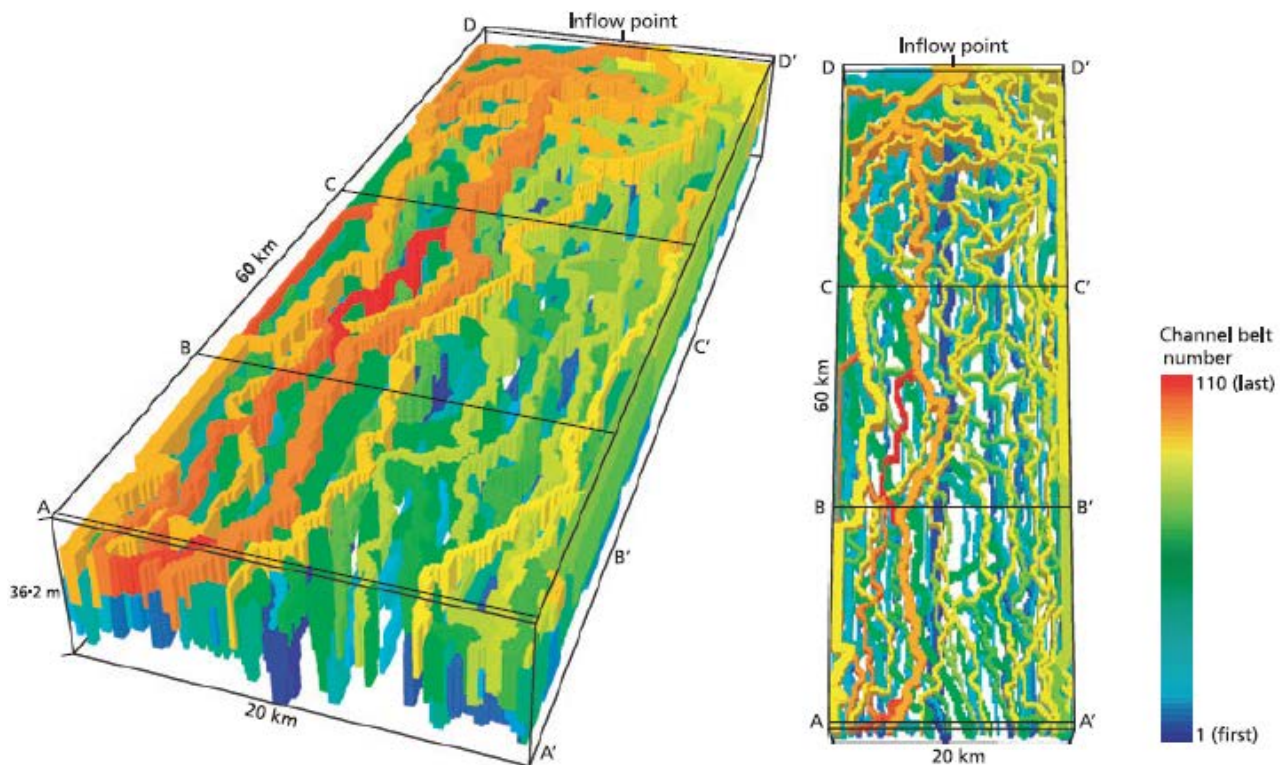 D
Inflow point
D'
C
60 km
B
C'
A
36·2 m
B'
20 km
A'
Inflow point
D
D'
C
C'
60 km
B
B'
A
A'
20 km
Channel belt
number
110 (last)
1 (first)